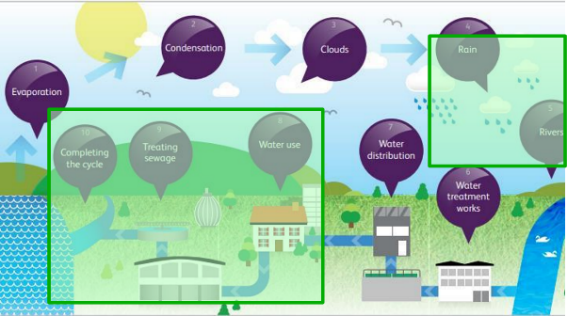 1
Evaporation
2
Condensation
3
Clouds
4
Rain
5
Rivers
6
Water
treatment
works
7
Water
distribution
8
Water use
9
Treating
sewage
10
Completing
the cycle